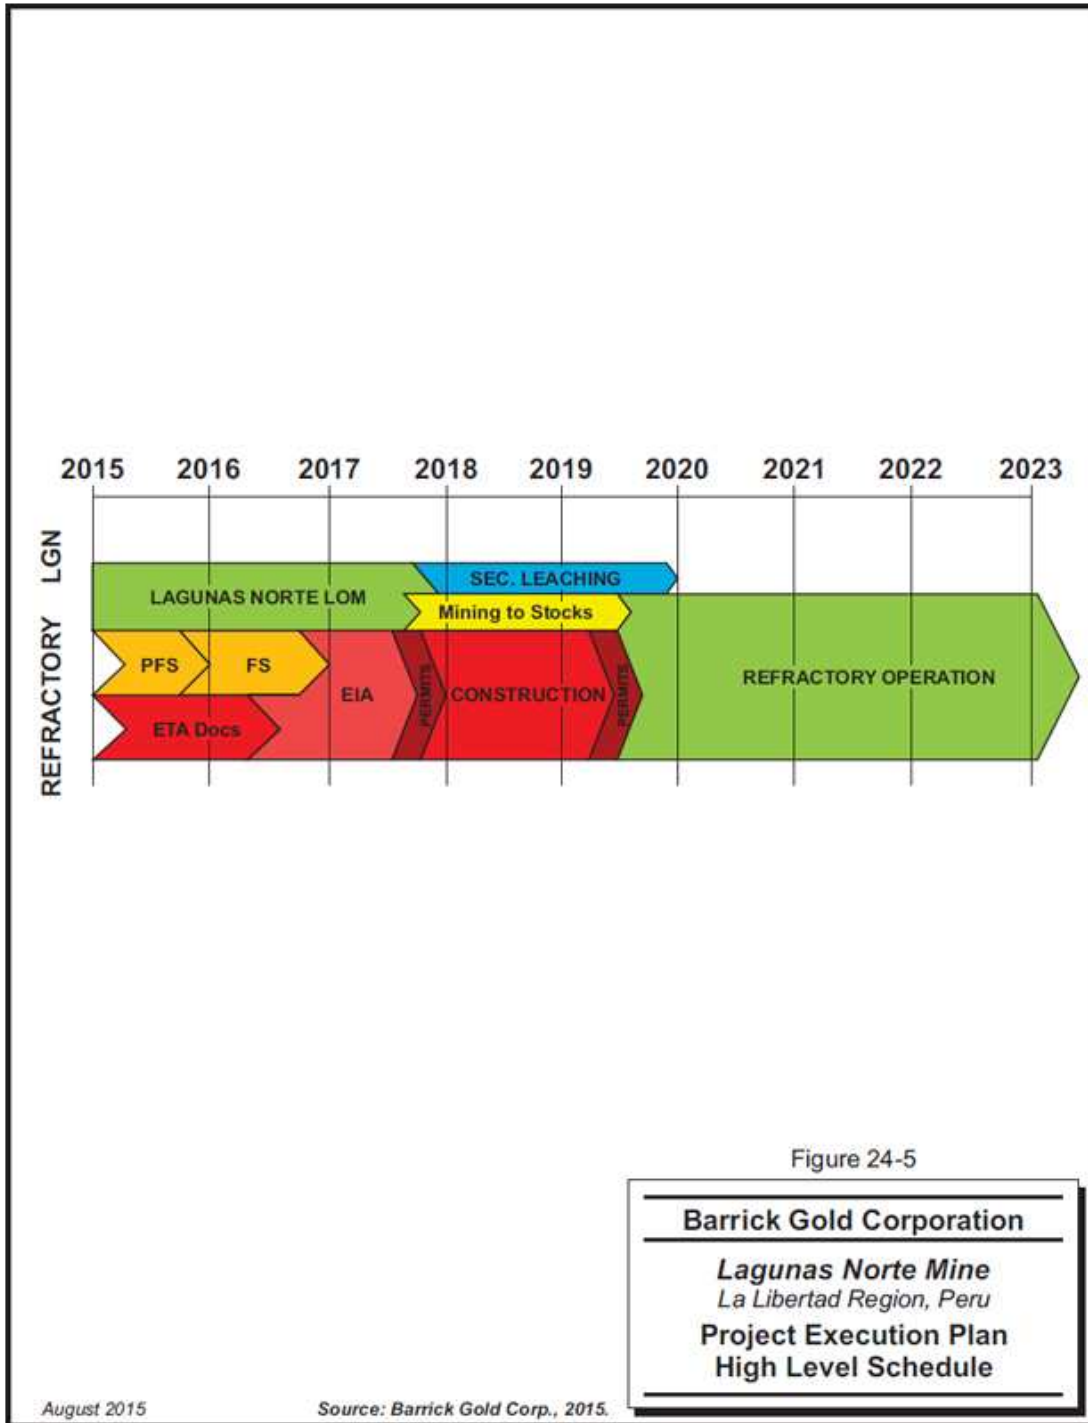 2015 2016 2017 2018 2019 2020 2021 2022 2023
LGN
REFRACTORY
SEC. LEACHING
LAGUNAS NORTE LOM
Mining to Stocks
PFS
FS
EIA
PERMITS
CONSTRUCTION
PERMITS
REFRACTORY OPERATION
ETA Docs
Figure 24-5
Barrick Gold Corporation
Lagunas Norte Mine
La Libertad Region, Peru
Project Execution Plan
High Level Schedule
August 2015
Source: Barrick Gold Corp., 2015.